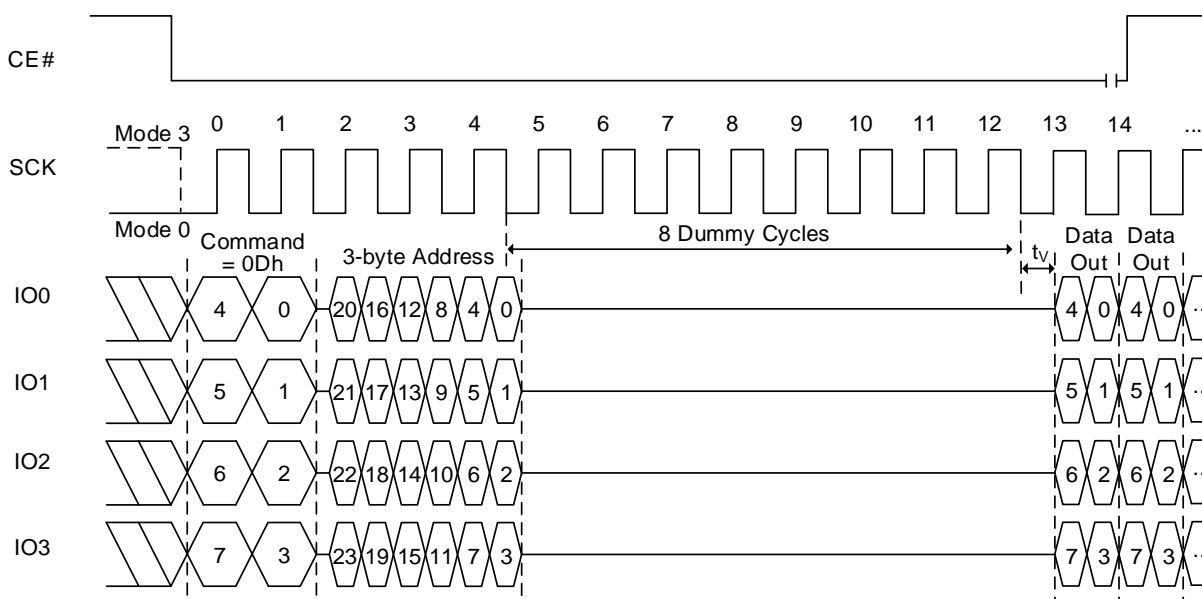 CE#
Mode 3
0 1 2 3 4 5 6 7 8 9 10 11 12 13 14 ...
SCK
Mode 0
Command
= 0Dh
3-byte Address
8 Dummy Cycles
tV
Data
Out
Data
Out
IO0
4 0 20 16 12 8 4 0 4 0 4 0 ...
IO1
5 1 21 17 13 9 5 1 5 1 5 1 ...
IO2
6 2 22 18 14 10 6 2 6 2 6 2 ...
IO3
7 3 23 19 15 11 7 3 7 3 7 3 ...